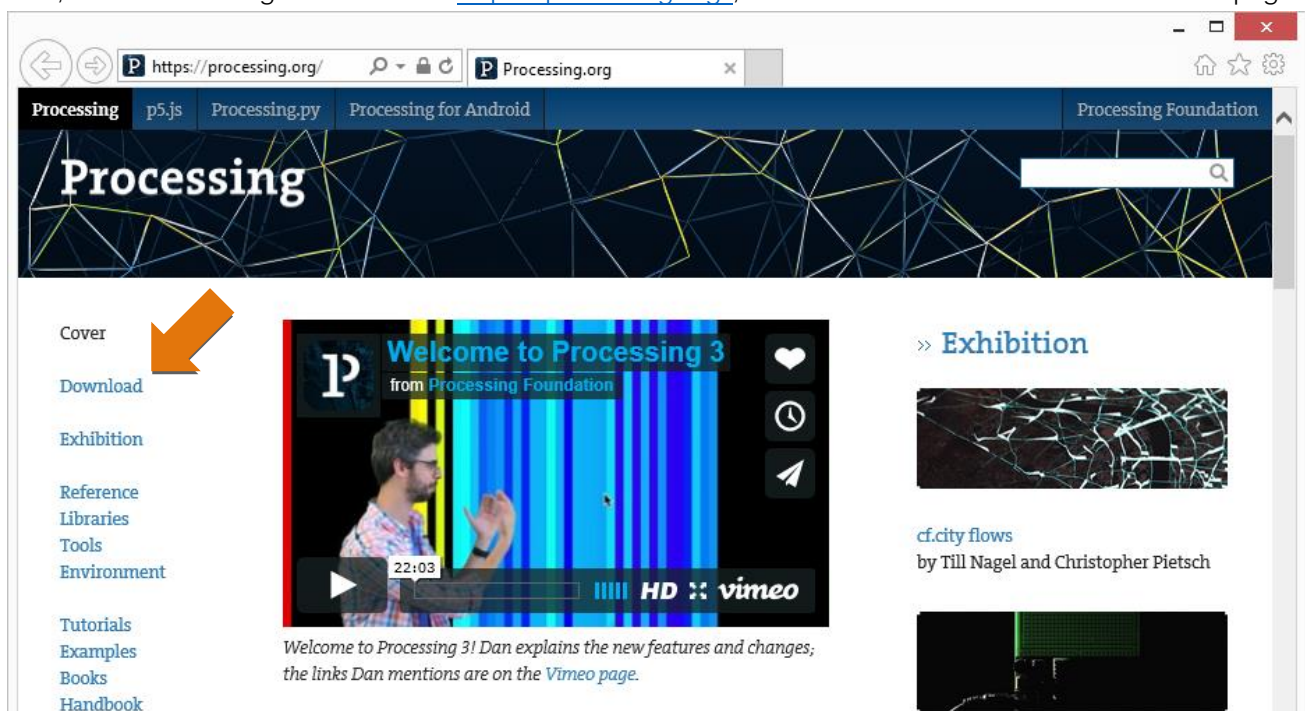 https://processing.org/
Processing.org
Processing p5.js Processing.py Processing for Android Processing Foundation
Processing
Cover
Download
Exhibition
Reference
Libraries
Tools
Environment
Tutorials
Examples
Books
Handbook
Welcome to Processing 3
from Processing Foundation
22:03
HD vimeo
Welcome to Processing 3! Dan explains the new features and changes;
the links Dan mentions are on the Vimeo page.
» Exhibition
cf.city flows
by Till Nagel and Christopher Pietsch